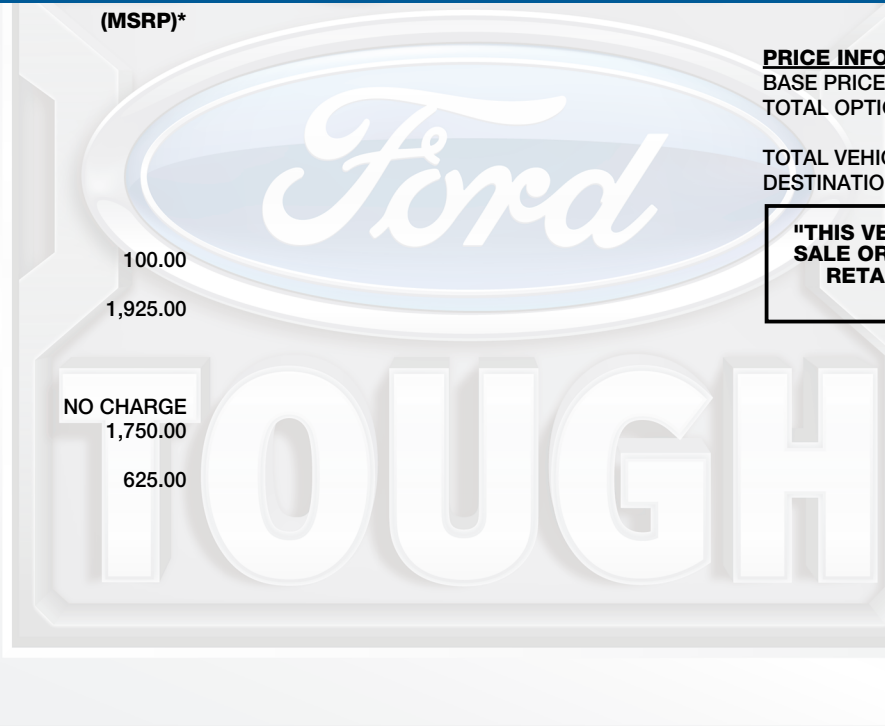 (MSRP)*
100.00
1,925.00
NO CHARGE
1,750.00
625.00
PRICE INFO
BASE PRICE
TOTAL OPTIO
TOTAL VEHIC
DESTINATIO
"THIS VE
SALE OR
RETA
Ford
TOUGH